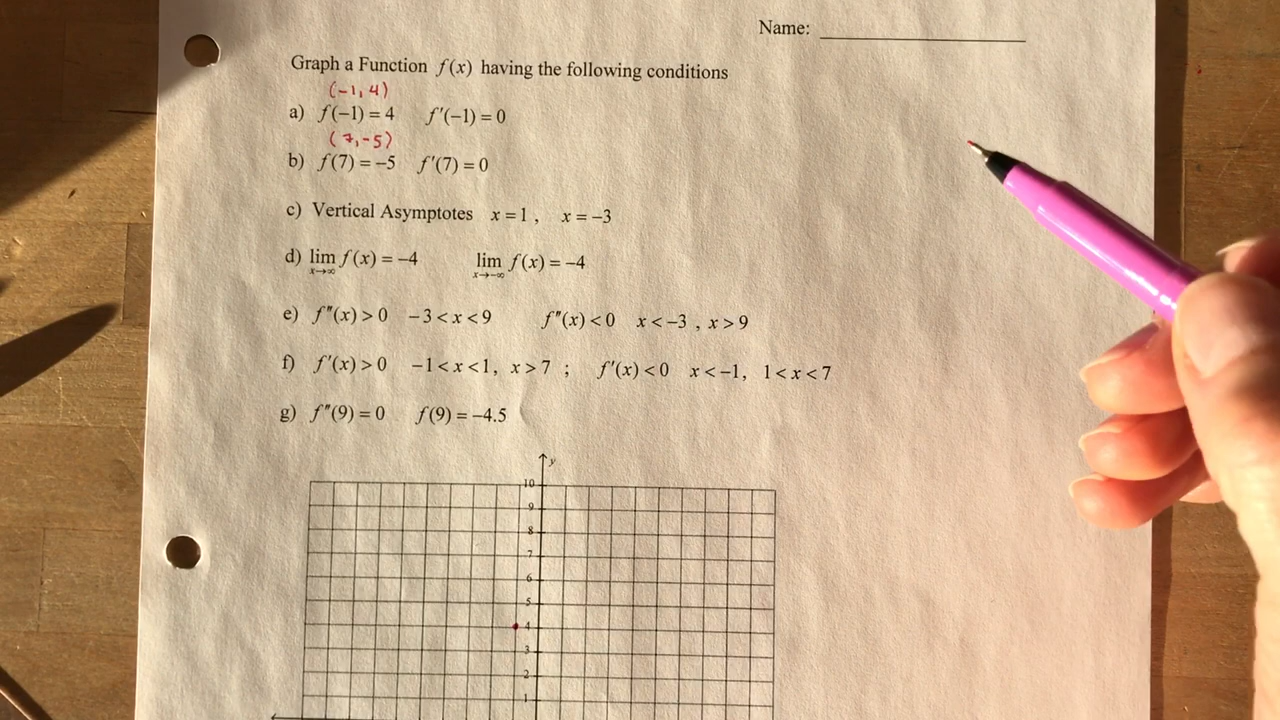 Name: ____________
Graph a Function f(x) having the following conditions
(-1, 4)
a) f(−1) = 4 f′(−1) = 0
(7, -5)
b) f(7) = −5 f′(7) = 0
c) Vertical Asymptotes x = 1 , x = −3
d) lim x→∞ f(x) = −4 lim x→−∞ f(x) = −4
e) f″(x) > 0 −3 < x < 9 f″(x) < 0 x < −3 , x > 9
f) f′(x) > 0 −1 < x < 1, x > 7 ; f′(x) < 0 x < −1, 1 < x < 7
g) f″(9) = 0 f(9) = −4.5
y
10
9
8
7
6
5
4
3
2
1